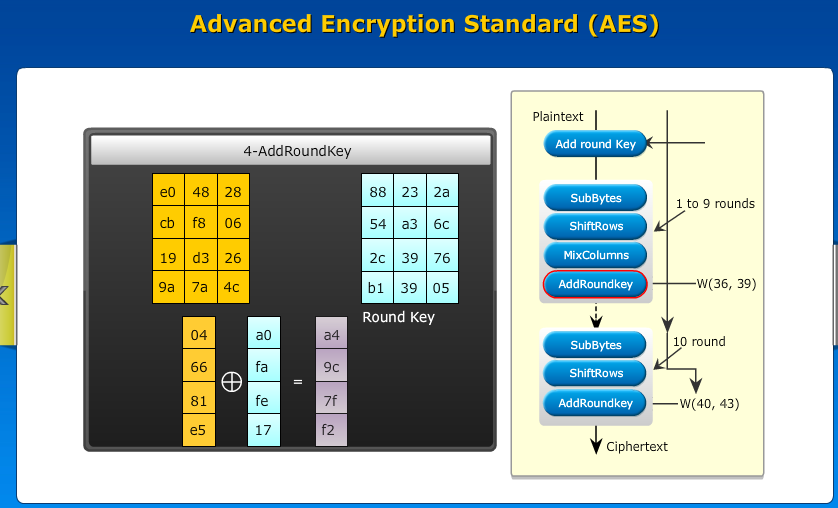 Advanced Encryption Standard (AES)
4-AddRoundKey
e0 48 28
cb f8 06
19 d3 26
9a 7a 4c
88 23 2a
54 a3 6c
2c 39 76
b1 39 05
Round Key
04 a0 a4
66 fa 9c
⊕ =
81 fe 7f
e5 17 f2
Plaintext
Add round Key
SubBytes
1 to 9 rounds
ShiftRows
MixColumns
AddRoundkey
W(36, 39)
SubBytes
10 round
ShiftRows
AddRoundkey
W(40, 43)
Ciphertext